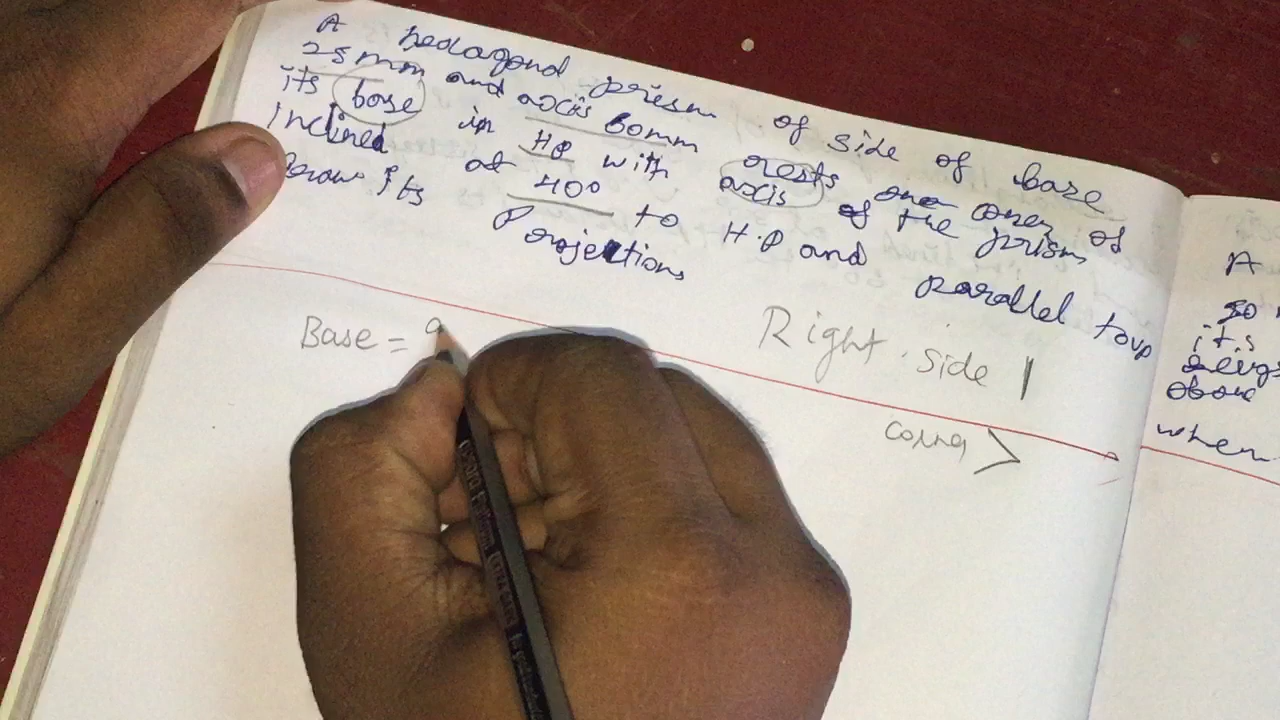 A hexagonal prism of side of base
25mm and axis 60mm rests one coner of
its base in HP with axis of the prism
Inclined at 40° to H.P and parallel to vp
Draw its Projections
Right side |
corner >
Base =
A
50
its
when